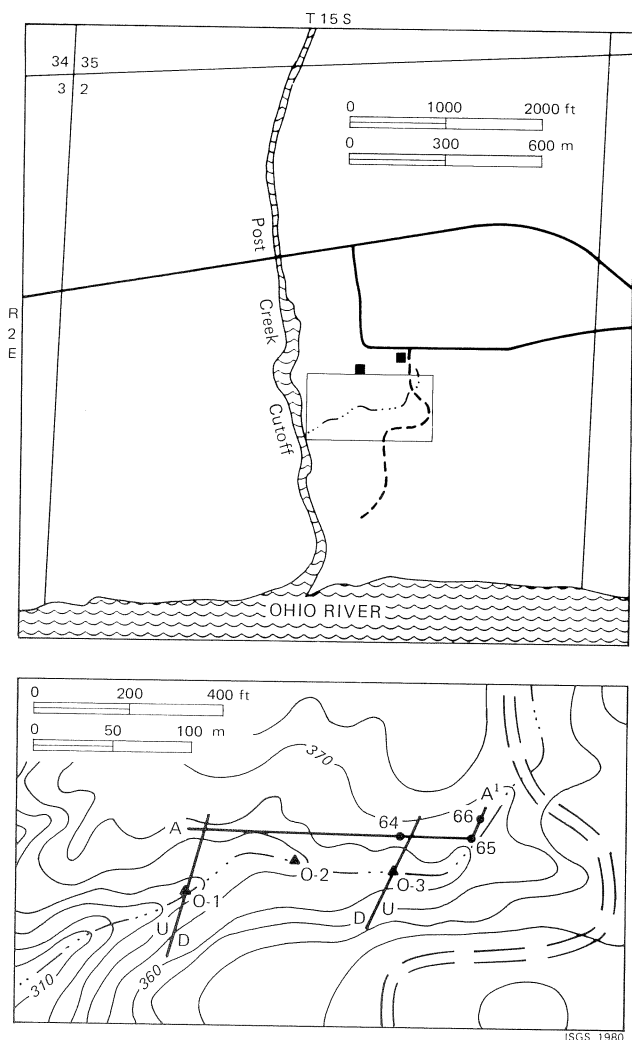 T 15 S
34 35
3 2
0 1000 2000 ft
0 300 600 m
Post
Creek
Cutoff
R
2
E
OHIO RIVER
0 200 400 ft
0 50 100 m
370
A
64
66
A¹
65
O-2
O-3
O-1
U
D
D
U
360
310
ISGS 1980